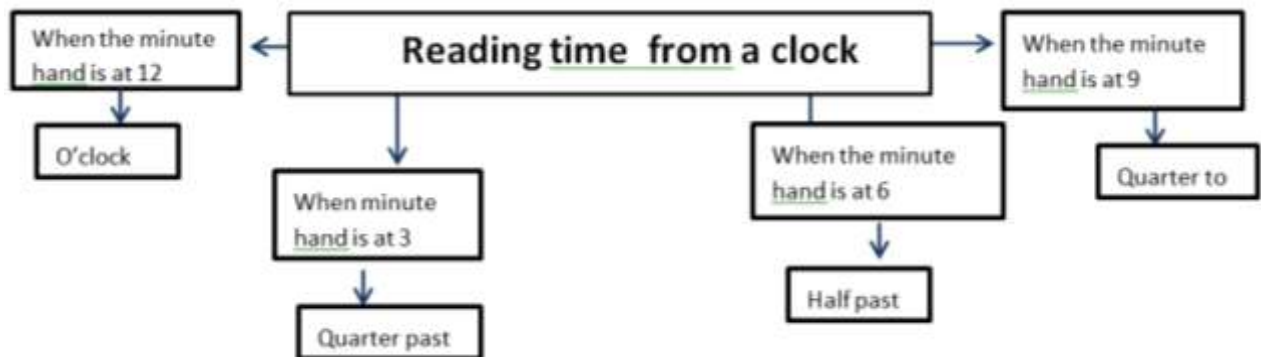 Reading time from a clock
When the minute
hand is at 12
O'clock
When minute
hand is at 3
Quarter past
When the minute
hand is at 6
Half past
When the minute
hand is at 9
Quarter to